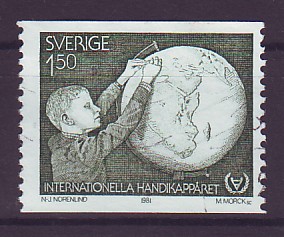 SVERIGE
1.50
INTERNATIONELLA HANDIKAPPÅRET
N-J. NORENLIND 1981 M. MÖRCK SC